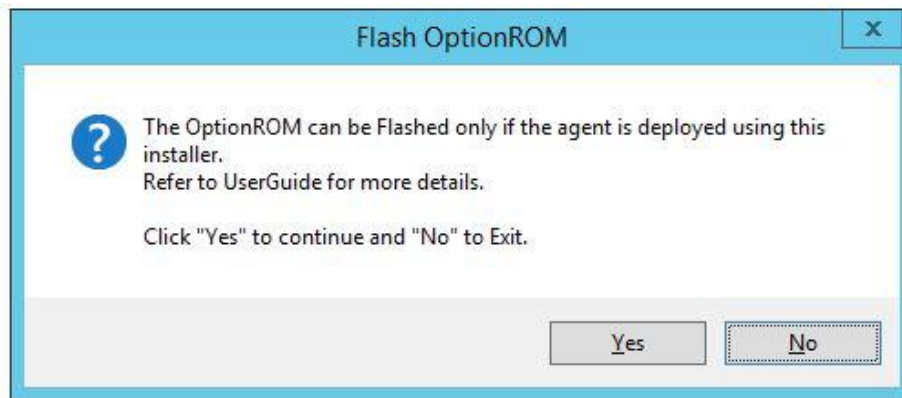 Flash OptionROM
x
?
The OptionROM can be Flashed only if the agent is deployed using this
installer.
Refer to UserGuide for more details.
Click "Yes" to continue and "No" to Exit.
Yes
No